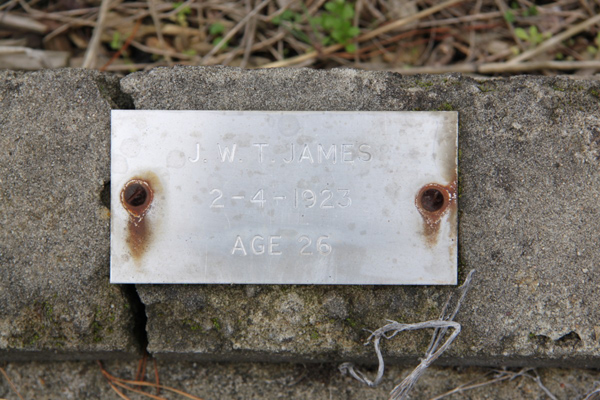 J. W. T. JAMES
2-4-1923
AGE 26